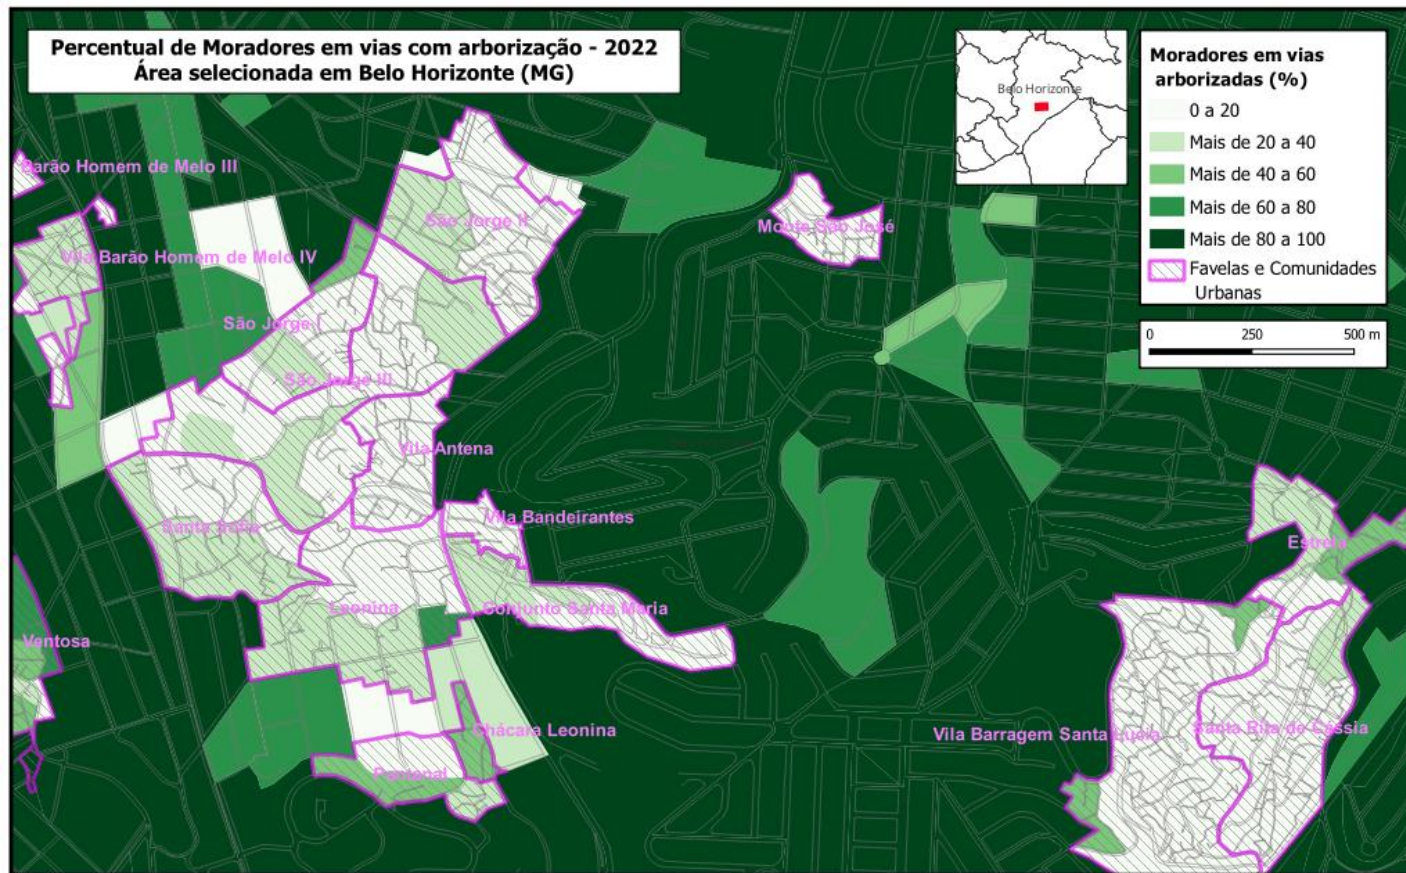 Percentual de Moradores em vias com arborização - 2022
Área selecionada em Belo Horizonte (MG)
Belo Horizonte
Moradores em vias
arborizadas (%)
0 a 20
Mais de 20 a 40
Mais de 40 a 60
Mais de 60 a 80
Mais de 80 a 100
Favelas e Comunidades
Urbanas
0 250 500 m
Barão Homem de Melo III
São Jorge II
Monte São José
Vila Barão Homem de Melo IV
São Jorge I
São Jorge III
Vila Antena
Santa Sofia
Vila Bandeirantes
Estrela
Leonina
Conjunto Santa Maria
Ventosa
Chácara Leonina
Vila Barragem Santa Lúcia
Santa Rita de Cássia
Pantanal